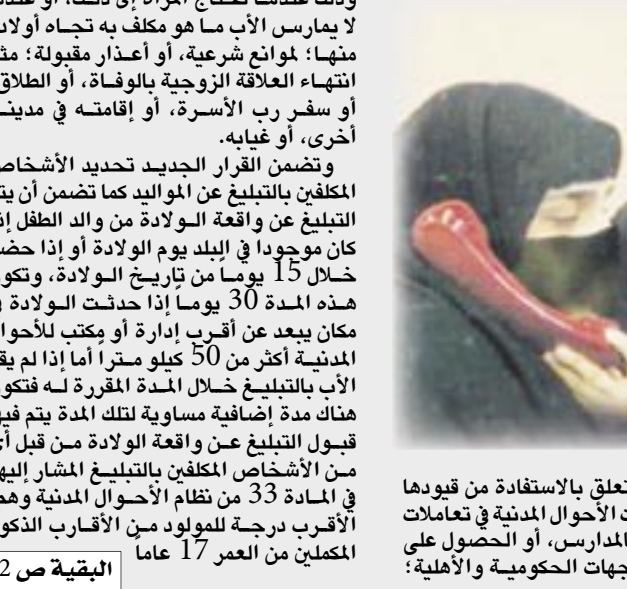 وذلك عندما تحتاج المرأة إلى ذلك، أو عندما
لا يمارس الأب ما هو مكلف به تجاه أولاده
منها؛ لموانع شرعية، أو أعذار مقبولة؛ مثل
انتهاء العلاقة الزوجية بالوفاة، أو الطلاق
أو سفر رب الأسرة، أو إقامته في مدينة
أخرى، أو غيابه.
وتضمن القرار الجديد تحديد الأشخاص
المكلفين بالتبليغ عن المواليد كما تضمن أن يتم
التبليغ عن واقعة الولادة من والد الطفل إذا
كان موجوداً في البلد يوم الولادة أو إذا حضر
خلال 15 يوماً من تاريخ الولادة، وتكون
هذه المدة 30 يوماً إذا حدثت الولادة في
مكان يبعد عن أقرب إدارة أو مكتب للأحوال
المدنية أكثر من 50 كيلو متراً أما إذا لم يقم
الأب بالتبليغ خلال المدة المقررة له فتكون
هناك مدة إضافية مساوية لتلك المدة يتم فيها
قبول التبليغ عن واقعة الولادة من قبل أي
من الأشخاص المكلفين بالتبليغ المشار إليهم
في المادة 33 من نظام الأحوال المدنية وهم
الأقرب درجة للمولود من الأقارب الذكور
المكملين من العمر 17 عاماً
البقية ص 2
تعلق بالاستفادة من قيودها
ت الأحوال المدنية في تعاملات
المدارس، أو الحصول على
جهات الحكومية والأهلية؛